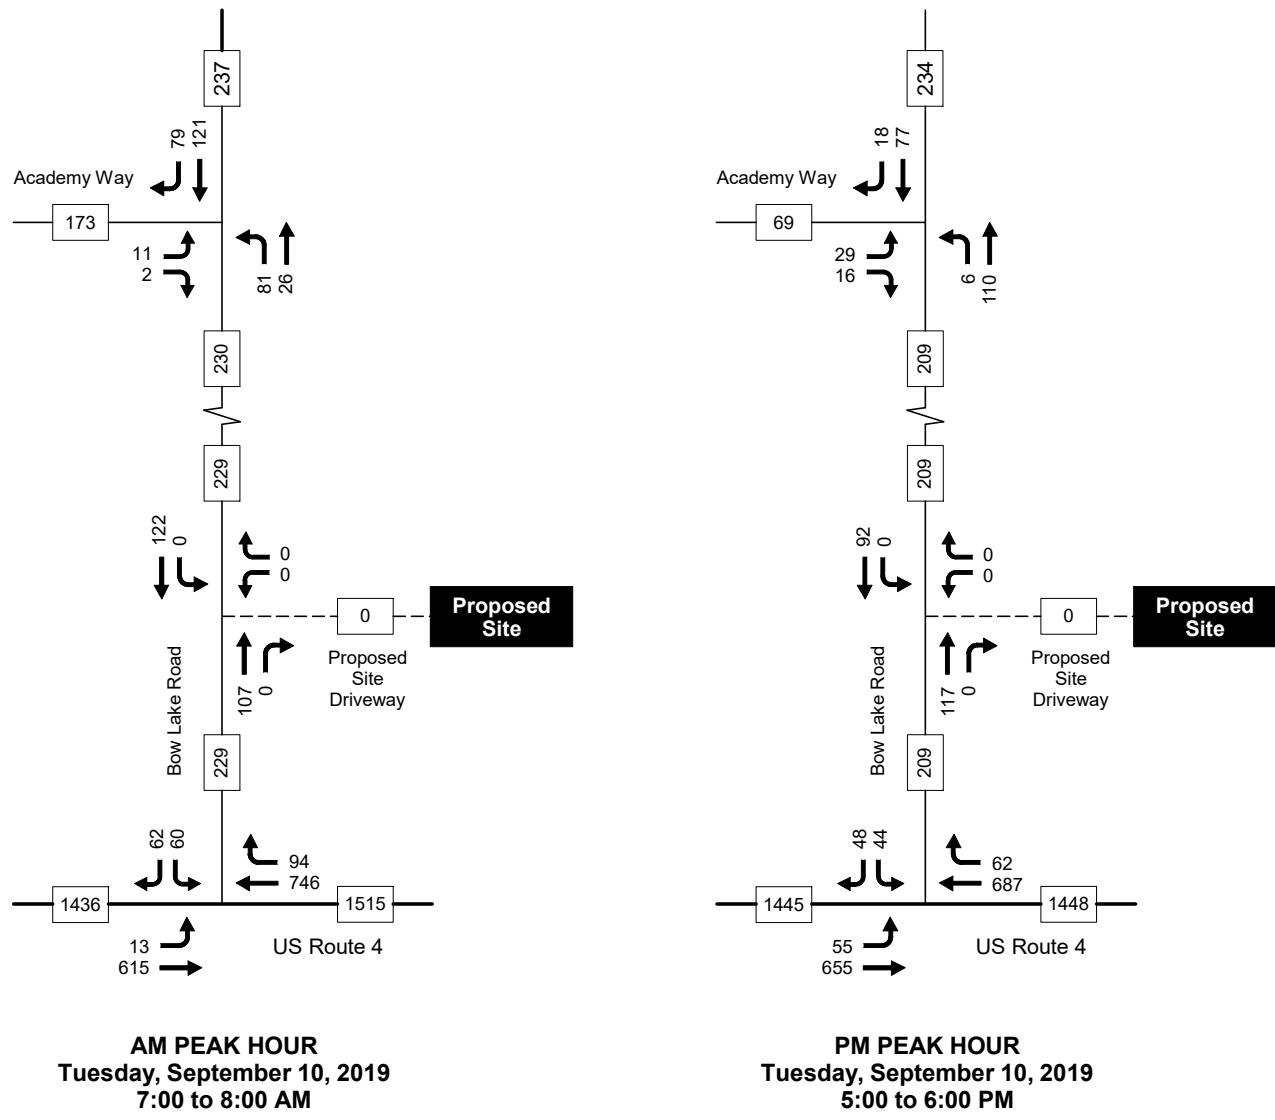 237
79
121
Academy Way
173
11
2
81
26
230
229
122
0
0
0
0
Proposed
Site
Proposed
Site
Driveway
107
0
Bow Lake Road
229
62
60
94
746
1436
1515
13
615
US Route 4
AM PEAK HOUR
Tuesday, September 10, 2019
7:00 to 8:00 AM
234
18
77
Academy Way
69
29
16
6
110
209
209
92
0
0
0
0
Proposed
Site
Proposed
Site
Driveway
117
0
Bow Lake Road
209
48
44
62
687
1445
1448
55
655
US Route 4
PM PEAK HOUR
Tuesday, September 10, 2019
5:00 to 6:00 PM